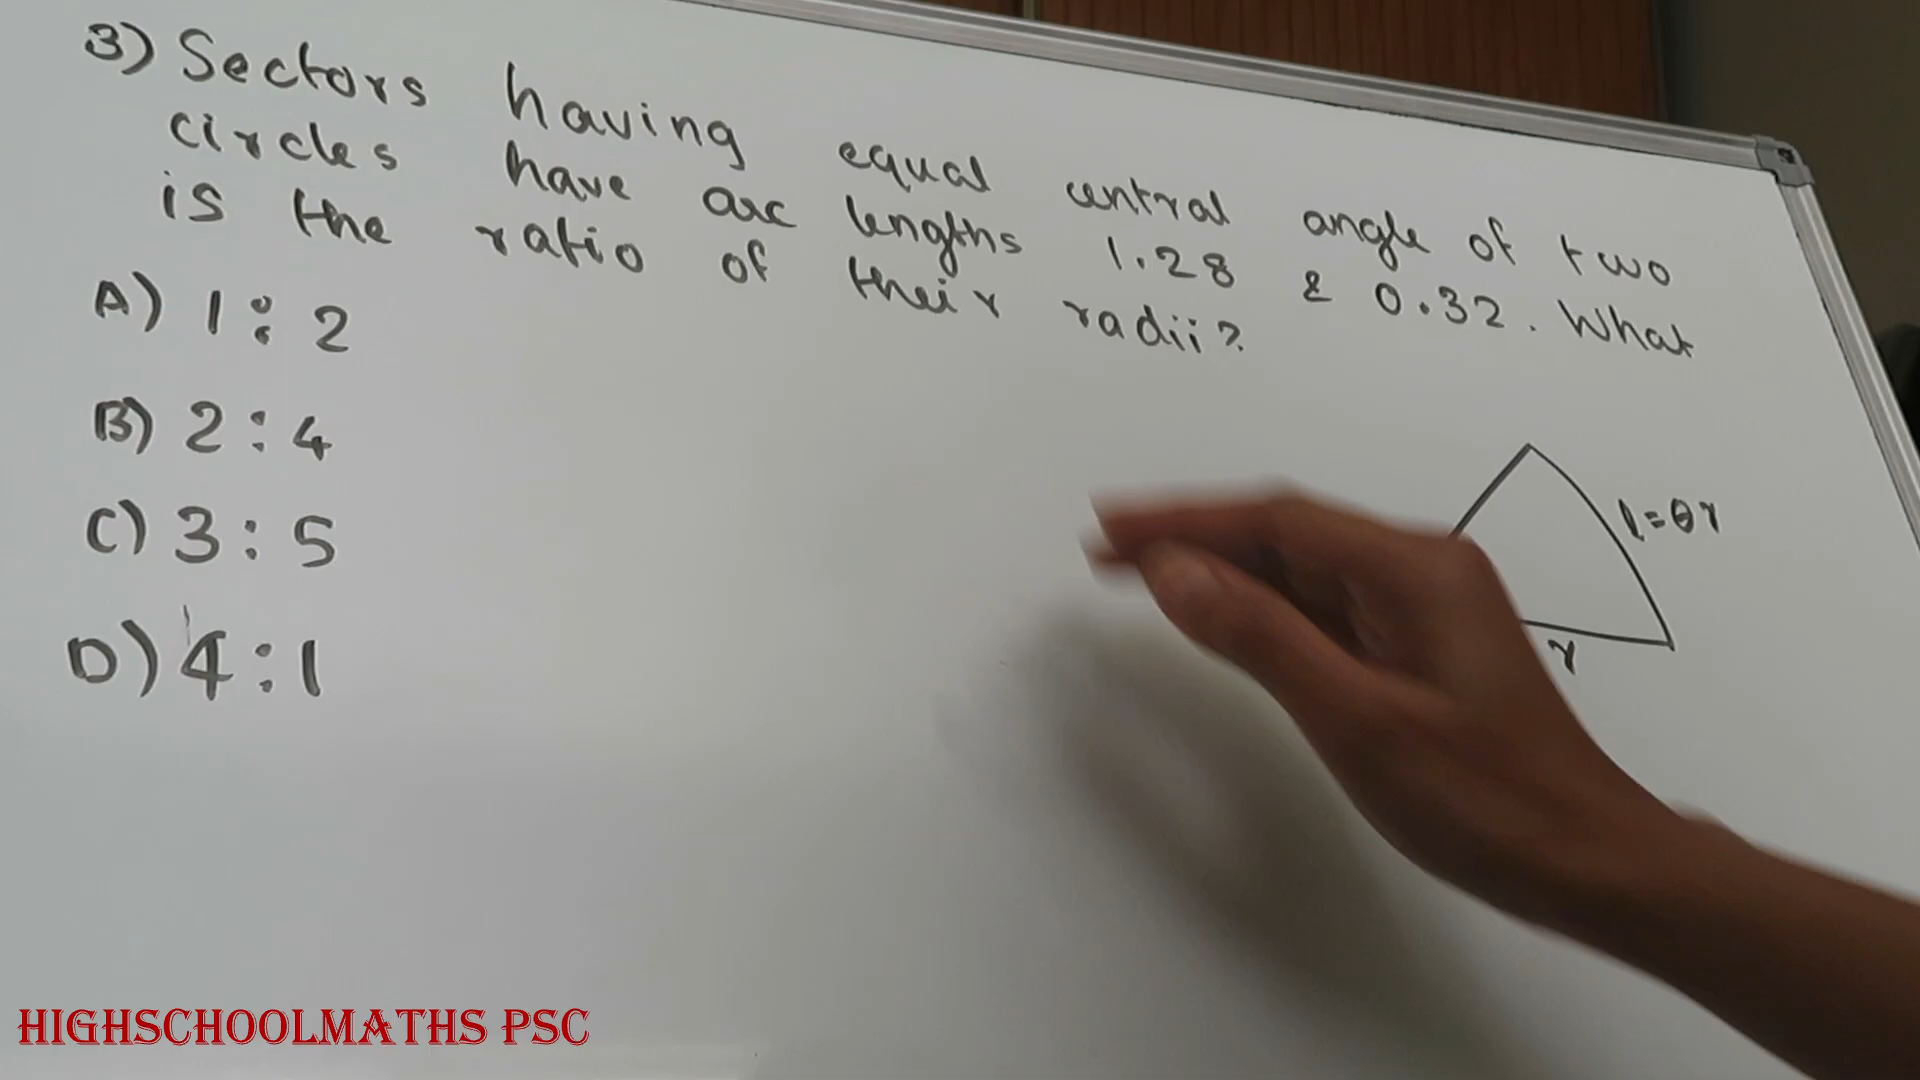 3) Sectors having equal central angle of two
circles have arc lengths 1.28 & 0.32. What
is the ratio of their radii?
A) 1 : 2
B) 2 : 4
C) 3 : 5
D) 4 : 1
l=θr
r
HIGHSCHOOLMATHS PSC